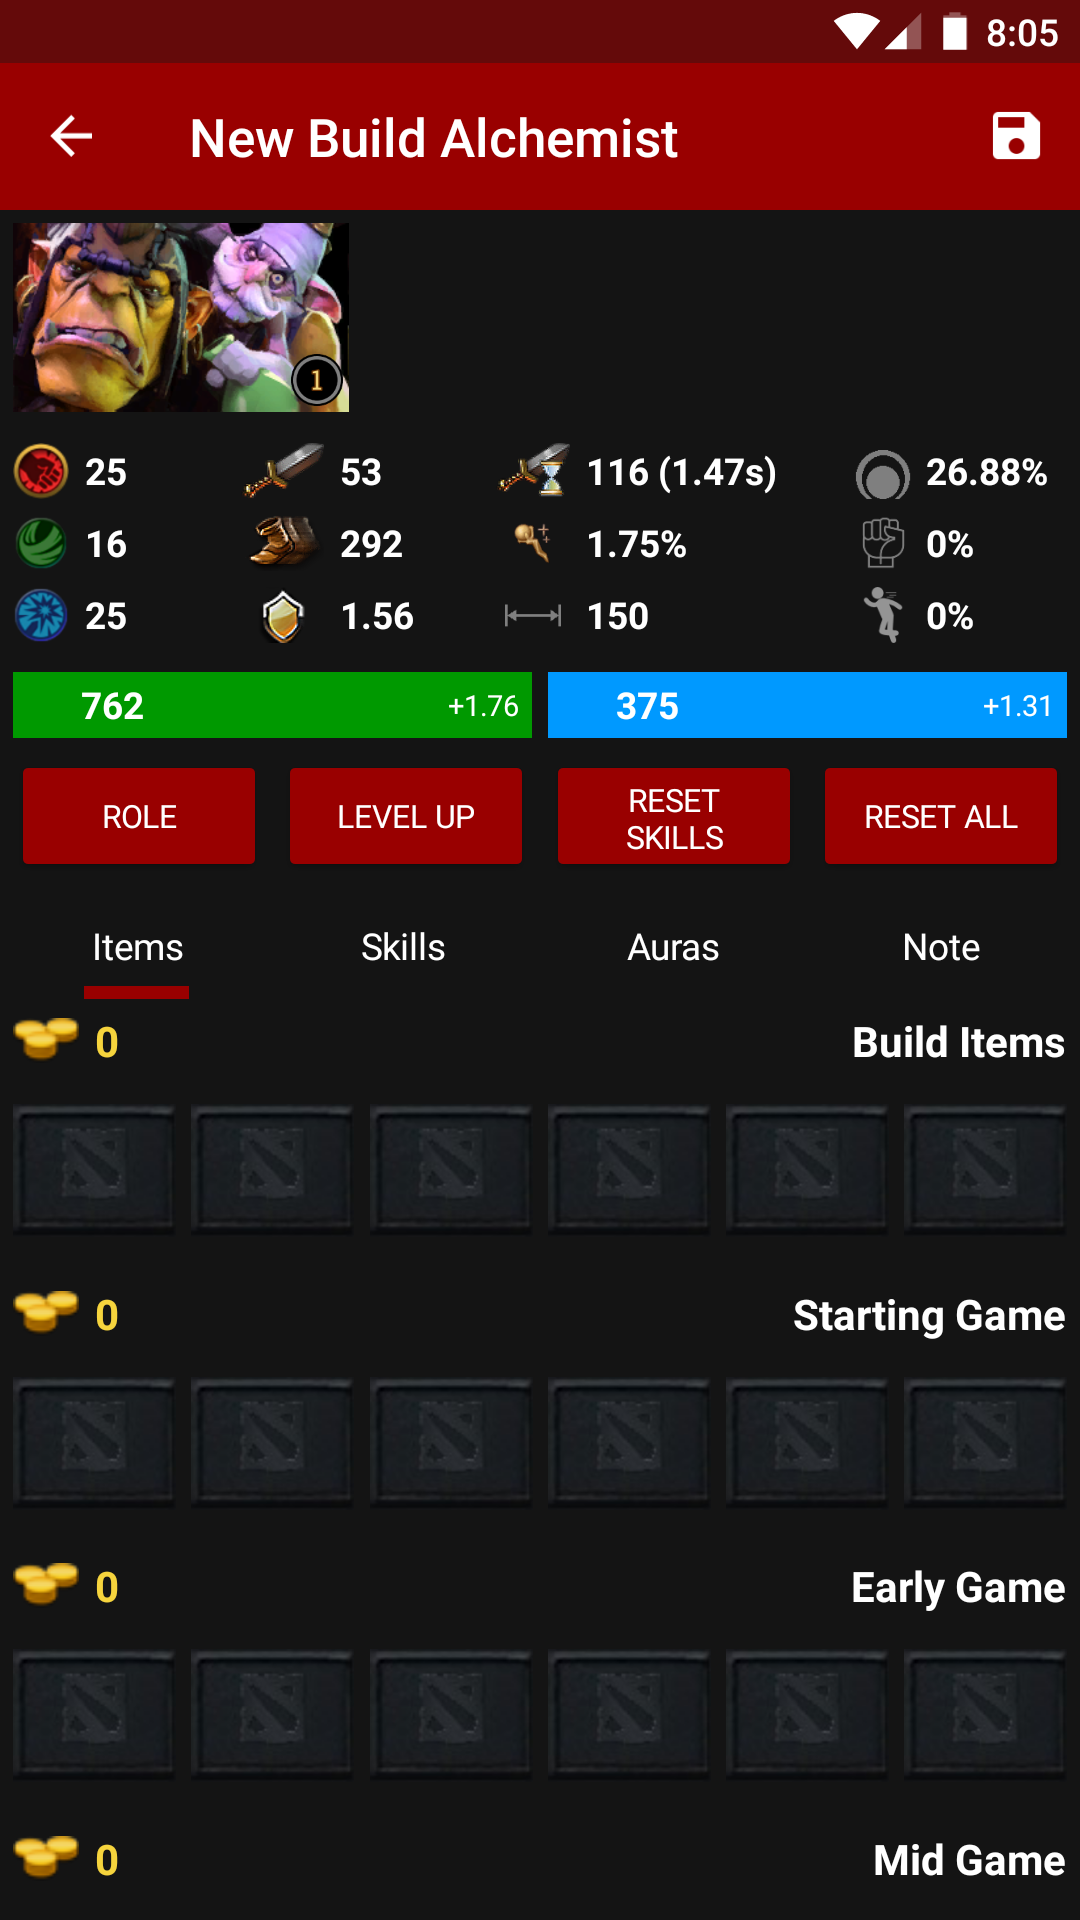 8:05
New Build Alchemist
1
25 53 116 (1.47s) 26.88%
16 292 1.75% 0%
25 1.56 150 0%
762 +1.76 375 +1.31
ROLE LEVEL UP RESET SKILLS RESET ALL
Items Skills Auras Note
0 Build Items
0 Starting Game
0 Early Game
0 Mid Game